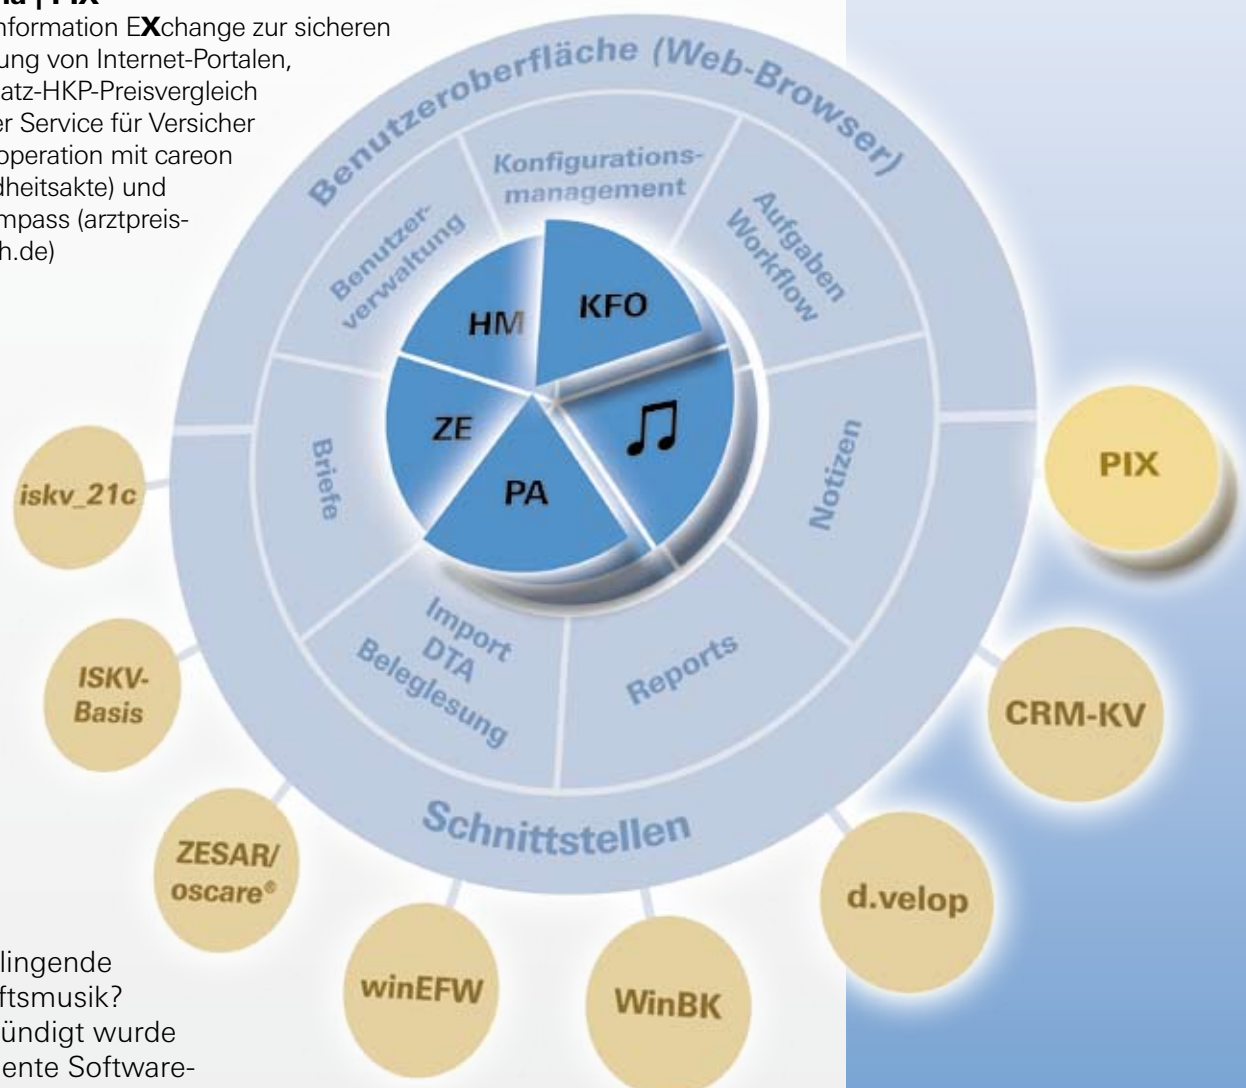 PIX
nformation EXchange zur sicheren
ung von Internet-Portalen,
atz-HKP-Preisvergleich
er Service für Versicher
operation mit careon
dheitsakte) und
mpass (arztpreis-
h.de)
Benutzeroberfläche (Web-Browser)
Konfigurations-
management
Benutzer-
verwaltung
Aufgaben
Workflow
HM
KFO
ZE
PA
Briefe
Notizen
Import
DTA
Beleglesung
Reports
Schnittstellen
iskv_21c
ISKV-
Basis
ZESAR/
oscare®
winEFW
WinBK
d.velop
CRM-KV
PIX
lingende
ftsmusik?
ündigt wurde
ente Software-